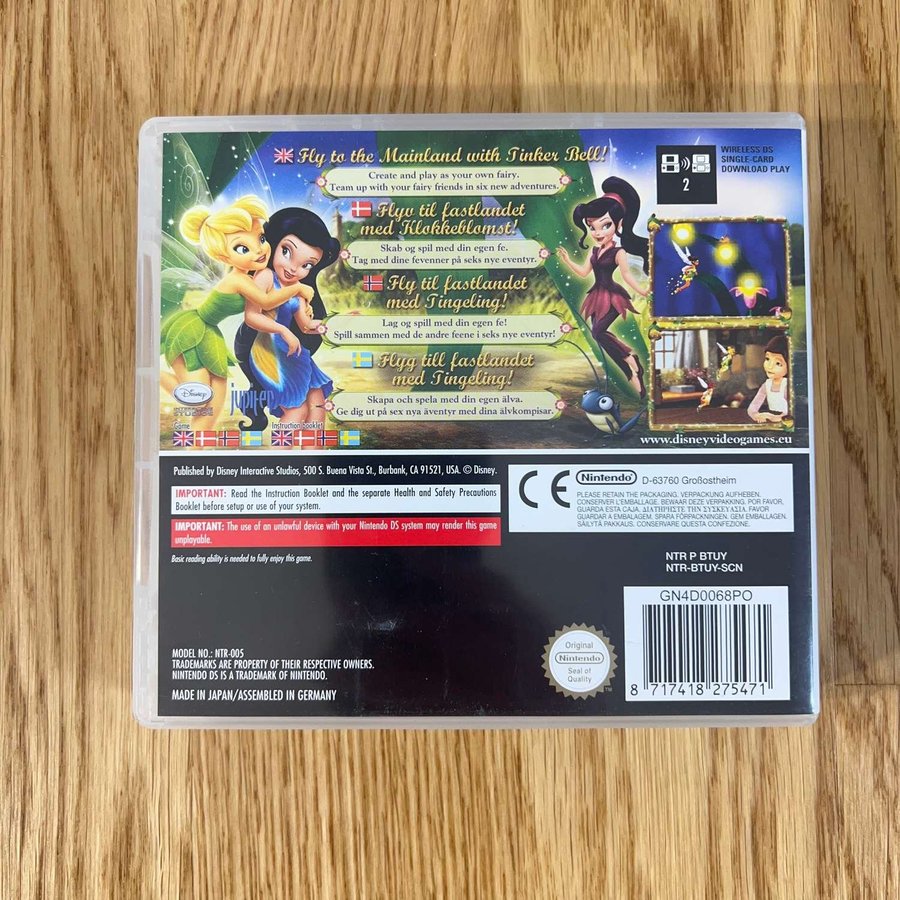 Fly to the Mainland with Tinker Bell!
Create and play as your own fairy.
Team up with your fairy friends in six new adventures.
WIRELESS DS
SINGLE-CARD
DOWNLOAD PLAY
2
Flyv til fastlandet
med Klokkeblomst!
Skab og spil med din egen fe.
Tag med dine fevenner på seks nye eventyr.
Fly til fastlandet
med Tingeling!
Lag og spill med din egen fe!
Spill sammen med de andre feene i seks nye eventyr!
Flyg till fastlandet
med Tingeling!
Skapa och spela med din egen älva.
Ge dig ut på sex nya äventyr med dina älvkompisar.
Disney
INTERACTIVE
STUDIOS
jupiter
Game
Instruction booklet
www.disneyvideogames.eu
Published by Disney Interactive Studios, 500 S. Buena Vista St., Burbank, CA 91521, USA. © Disney.
IMPORTANT: Read the Instruction Booklet and the separate Health and Safety Precautions
Booklet before setup or use of your system.
IMPORTANT: The use of an unlawful device with your Nintendo DS system may render this game
unplayable.
Basic reading ability is needed to fully enjoy this game.
CE
Nintendo
D-63760 Großostheim
PLEASE RETAIN THE PACKAGING. VERPACKUNG AUFHEBEN.
CONSERVER L'EMBALLAGE. BEWAAR DEZE VERPAKKING. POR FAVOR,
GUARDA ESTA CAJA. ΔΙΑΤΗΡΗΣΤΕ ΤΗΝ ΣΥΣΚΕΥΑΣΙΑ. FAVOR
GUARDAR A EMBALAGEM. SPARA FÖRPACKNINGEN. GEM EMBALLAGEN.
SÄILYTÄ PAKKAUS. CONSERVARE QUESTA CONFEZIONE.
NTR P BTUY
NTR-BTUY-SCN
GN4D0068PO
8 717418 275471
Original
Nintendo
Seal of
Quality
TM
MODEL NO.: NTR-005
TRADEMARKS ARE PROPERTY OF THEIR RESPECTIVE OWNERS.
NINTENDO DS IS A TRADEMARK OF NINTENDO.
MADE IN JAPAN/ASSEMBLED IN GERMANY